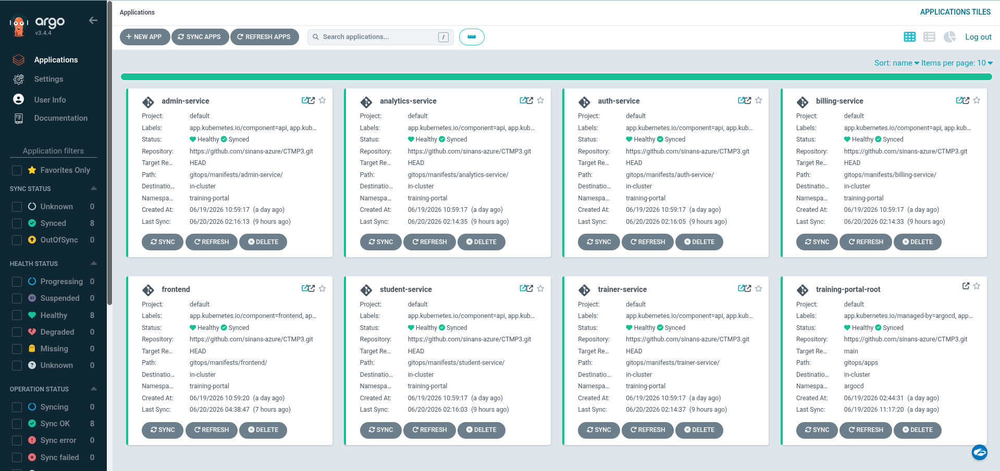 argo
v3.4.4
Applications
Settings
User Info
Documentation
Application filters
Favorites Only
SYNC STATUS
Unknown 0
Synced 8
OutOfSync 0
HEALTH STATUS
Progressing 0
Suspended 0
Healthy 8
Degraded 0
Missing 0
Unknown 0
OPERATION STATUS
Syncing 0
Sync OK 8
Sync error 0
Sync failed 0
Applications
APPLICATIONS TILES
NEW APP SYNC APPS REFRESH APPS Search applications... / Log out
Sort: name Items per page: 10
admin-service
Project: default
Labels: app.kubernetes.io/component=api, app.kub...
Status: Healthy Synced
Repository: https://github.com/sinans-azure/CTMP3.git
Target Re... HEAD
Path: gitops/manifests/admin-service/
Destinatio... in-cluster
Namespa... training-portal
Created At: 06/19/2026 10:59:17 (a day ago)
Last Sync: 06/20/2026 02:16:13 (9 hours ago)
SYNC REFRESH DELETE
analytics-service
Project: default
Labels: app.kubernetes.io/component=api, app.kub...
Status: Healthy Synced
Repository: https://github.com/sinans-azure/CTMP3.git
Target Re... HEAD
Path: gitops/manifests/analytics-service/
Destinatio... in-cluster
Namespa... training-portal
Created At: 06/19/2026 10:59:17 (a day ago)
Last Sync: 06/20/2026 02:14:35 (9 hours ago)
SYNC REFRESH DELETE
auth-service
Project: default
Labels: app.kubernetes.io/component=api, app.kub...
Status: Healthy Synced
Repository: https://github.com/sinans-azure/CTMP3.git
Target Re... HEAD
Path: gitops/manifests/auth-service/
Destinatio... in-cluster
Namespa... training-portal
Created At: 06/19/2026 10:59:17 (a day ago)
Last Sync: 06/20/2026 02:16:05 (9 hours ago)
SYNC REFRESH DELETE
billing-service
Project: default
Labels: app.kubernetes.io/component=api, app.kub...
Status: Healthy Synced
Repository: https://github.com/sinans-azure/CTMP3.git
Target Re... HEAD
Path: gitops/manifests/billing-service/
Destinatio... in-cluster
Namespa... training-portal
Created At: 06/19/2026 10:59:17 (a day ago)
Last Sync: 06/20/2026 02:14:33 (9 hours ago)
SYNC REFRESH DELETE
frontend
Project: default
Labels: app.kubernetes.io/component=frontend, ap...
Status: Healthy Synced
Repository: https://github.com/sinans-azure/CTMP3.git
Target Re... HEAD
Path: gitops/manifests/frontend/
Destinatio... in-cluster
Namespa... training-portal
Created At: 06/19/2026 10:59:20 (a day ago)
Last Sync: 06/20/2026 04:38:47 (7 hours ago)
SYNC REFRESH DELETE
student-service
Project: default
Labels: app.kubernetes.io/component=api, app.kub...
Status: Healthy Synced
Repository: https://github.com/sinans-azure/CTMP3.git
Target Re... HEAD
Path: gitops/manifests/student-service/
Destinatio... in-cluster
Namespa... training-portal
Created At: 06/19/2026 10:59:17 (a day ago)
Last Sync: 06/20/2026 02:16:03 (9 hours ago)
SYNC REFRESH DELETE
trainer-service
Project: default
Labels: app.kubernetes.io/component=api, app.kub...
Status: Healthy Synced
Repository: https://github.com/sinans-azure/CTMP3.git
Target Re... HEAD
Path: gitops/manifests/trainer-service/
Destinatio... in-cluster
Namespa... training-portal
Created At: 06/19/2026 10:59:17 (a day ago)
Last Sync: 06/20/2026 02:14:37 (9 hours ago)
SYNC REFRESH DELETE
training-portal-root
Project: default
Labels: app.kubernetes.io/managed-by=argocd, app...
Status: Healthy Synced
Repository: https://github.com/sinans-azure/CTMP3.git
Target Re... main
Path: gitops/apps
Destinatio... in-cluster
Namespa... argocd
Created At: 06/19/2026 02:44:31 (a day ago)
Last Sync: 06/19/2026 11:17:20 (a day ago)
SYNC REFRESH DELETE